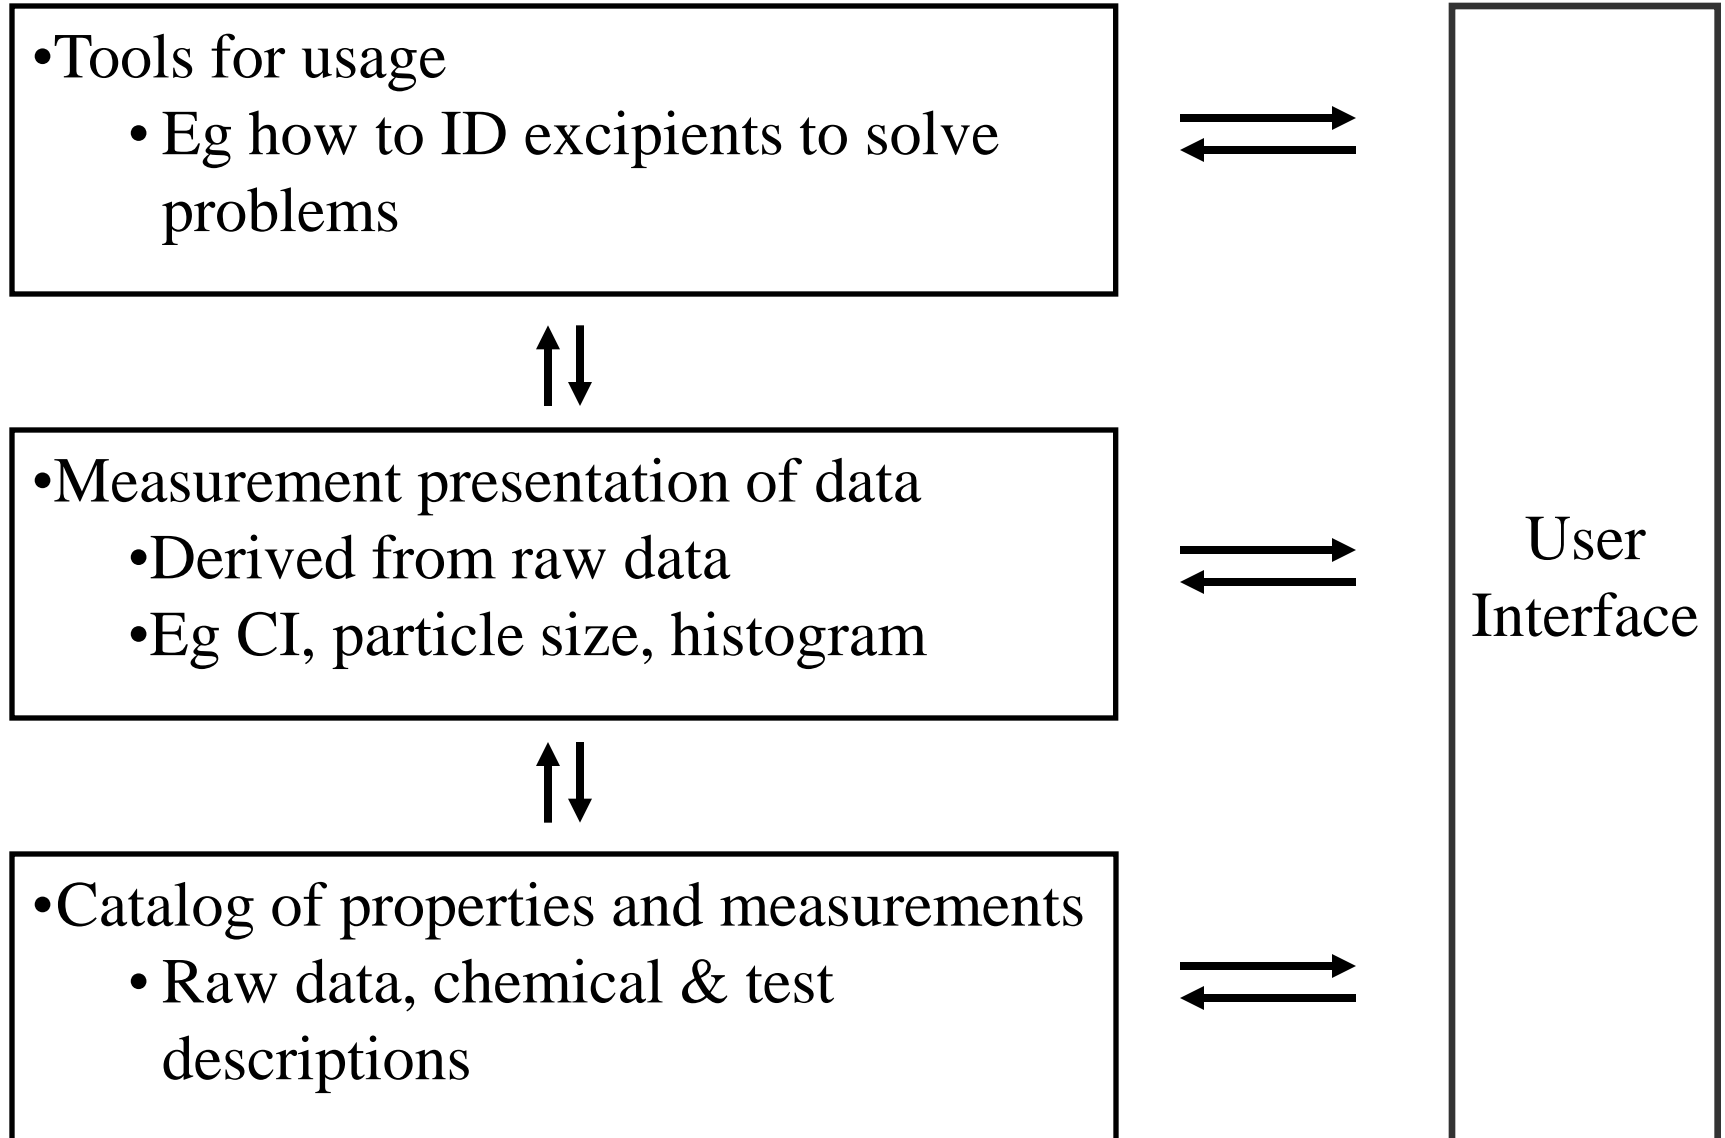 •Tools for usage
• Eg how to ID excipients to solve
problems
•Measurement presentation of data
•Derived from raw data
•Eg CI, particle size, histogram
•Catalog of properties and measurements
• Raw data, chemical & test
descriptions
User
Interface